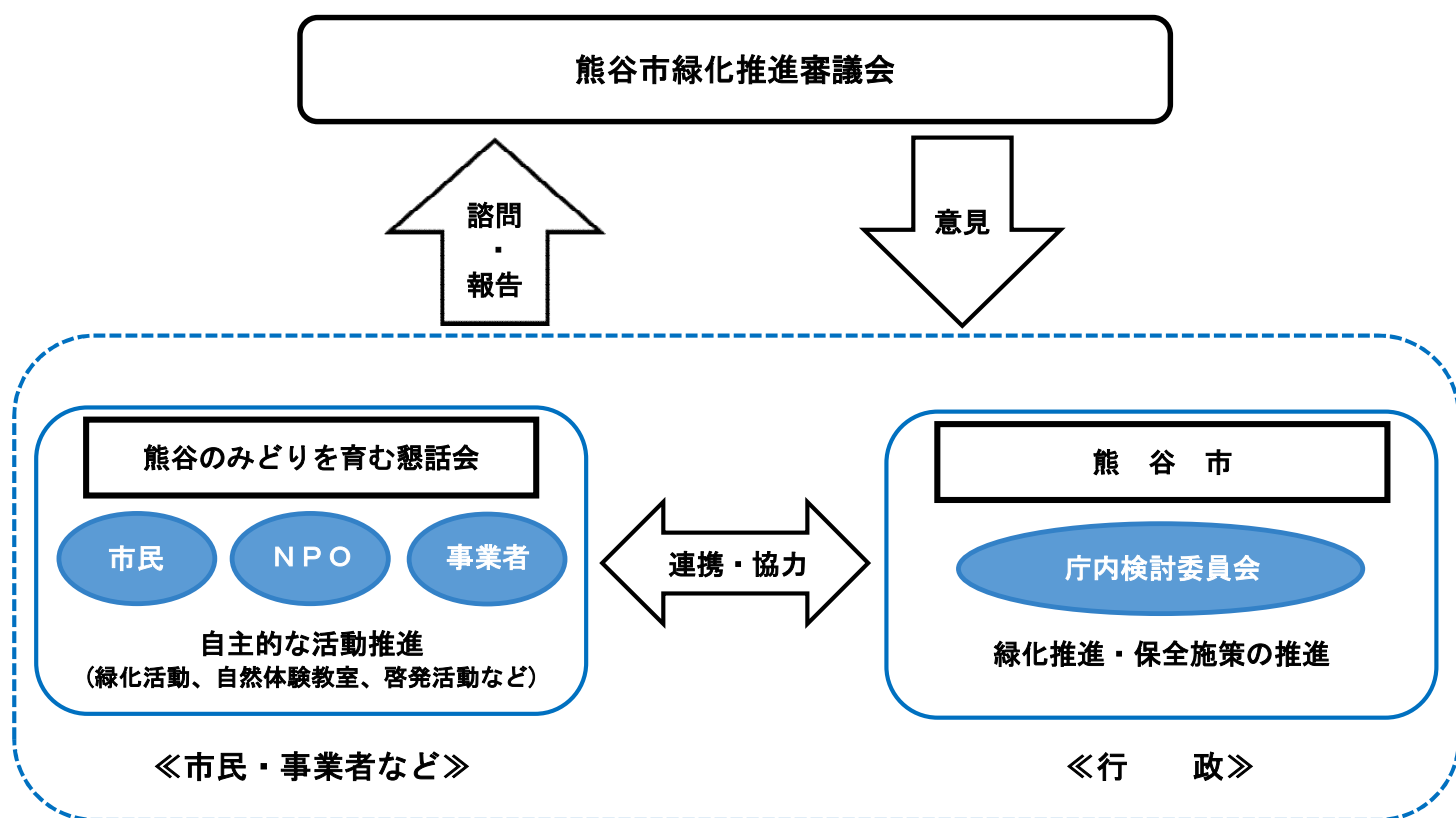 熊谷市緑化推進審議会
諮問
・
報告
意見
熊谷のみどりを育む懇話会
市民
ＮＰＯ
事業者
自主的な活動推進
（緑化活動、自然体験教室、啓発活動など）
≪市民・事業者など≫
連携・協力
熊　谷　市
庁内検討委員会
緑化推進・保全施策の推進
≪行　　政≫